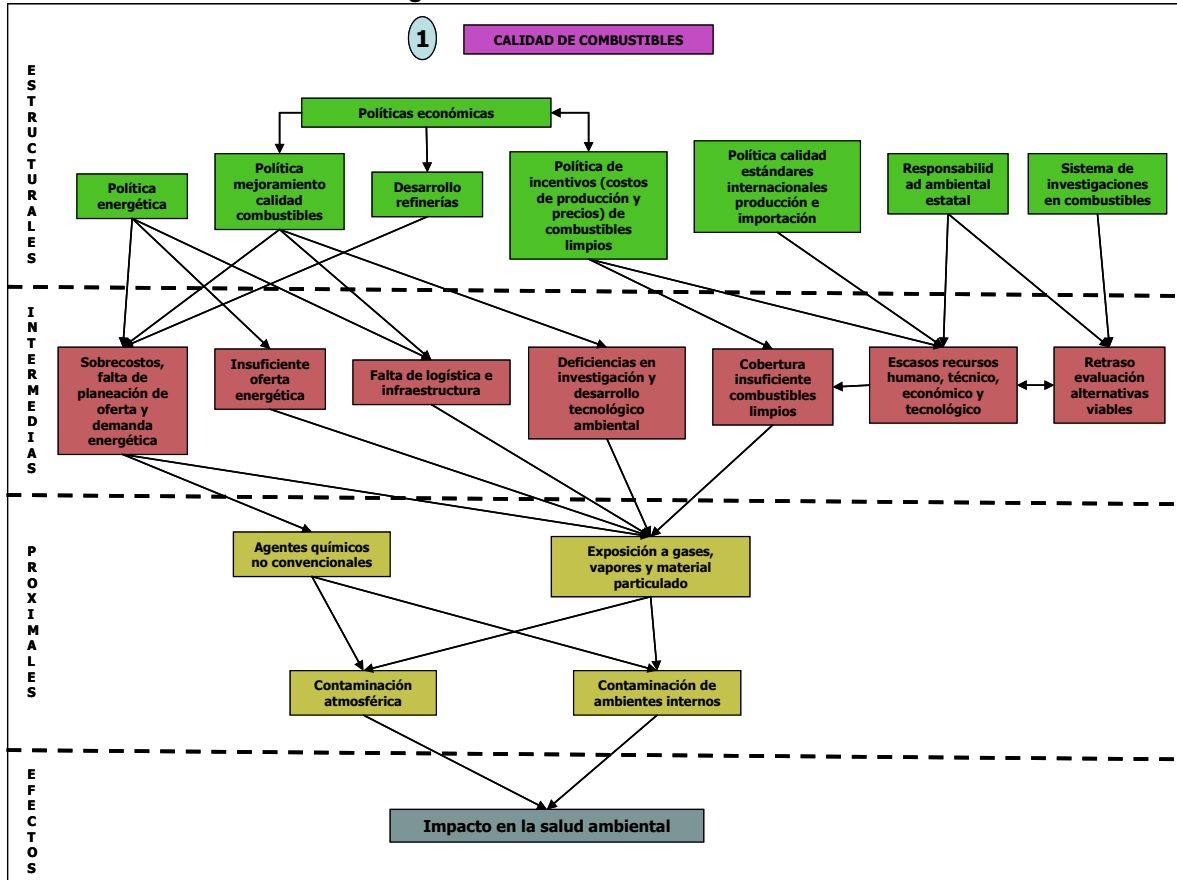 1
CALIDAD DE COMBUSTIBLES
ESTRUCTURALES
Políticas económicas
Política
energética
Política
mejoramiento
calidad
combustibles
Desarrollo
refinerías
Política de
incentivos (costos
de producción y
precios) de
combustibles
limpios
Política calidad
estándares
internacionales
producción e
importación
Responsabilid
ad ambiental
estatal
Sistema de
investigaciones
en combustibles
INTERMEDIAS
Sobrecostos,
falta de
planeación de
oferta y
demanda
energética
Insuficiente
oferta
energética
Falta de logística e
infraestructura
Deficiencias en
investigación y
desarrollo
tecnológico
ambiental
Cobertura
insuficiente
combustibles
limpios
Escasos recursos
humano, técnico,
económico y
tecnológico
Retraso
evaluación
alternativas
viables
PROXIMALES
Agentes químicos
no convencionales
Exposición a gases,
vapores y material
particulado
Contaminación
atmosférica
Contaminación de
ambientes internos
EFECTOS
Impacto en la salud ambiental